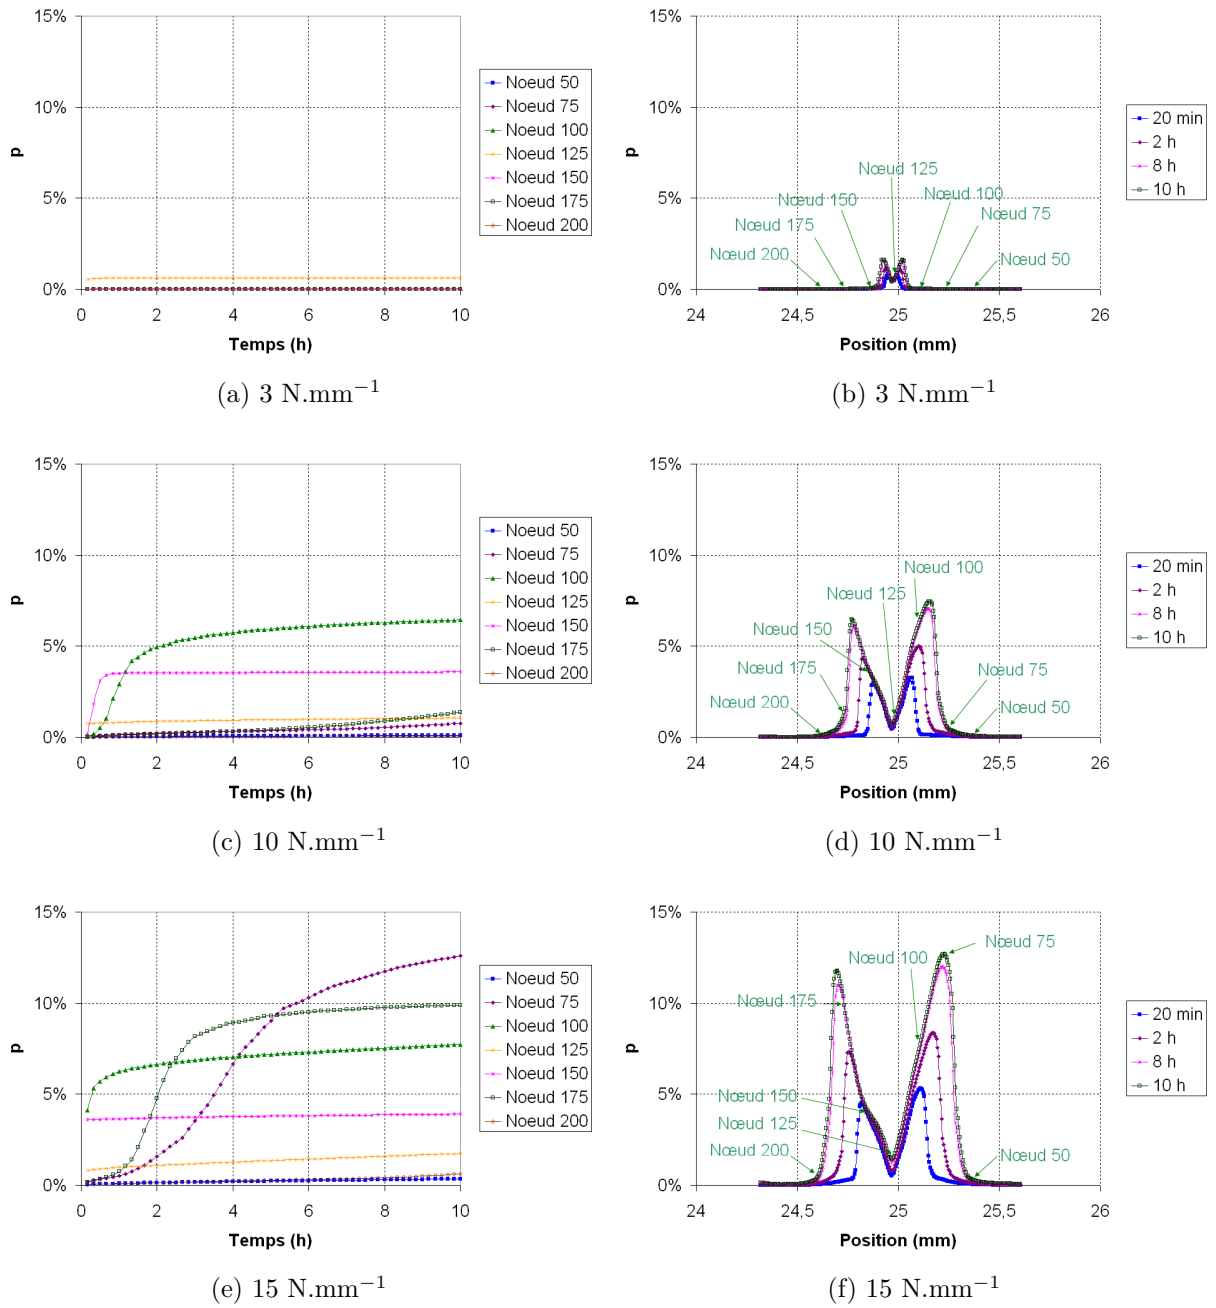 15%
10%
5%
0%
p
0
2
4
6
8
10
Temps (h)
Noeud 50
Noeud 75
Noeud 100
Noeud 125
Noeud 150
Noeud 175
Noeud 200
(a) 3 N.mm−1
15%
10%
5%
0%
p
Nœud 125
Nœud 150
Nœud 100
Nœud 175
Nœud 75
Nœud 200
Nœud 50
24
24,5
25
25,5
26
Position (mm)
20 min
2 h
8 h
10 h
(b) 3 N.mm−1
15%
10%
5%
0%
p
0
2
4
6
8
10
Temps (h)
Noeud 50
Noeud 75
Noeud 100
Noeud 125
Noeud 150
Noeud 175
Noeud 200
(c) 10 N.mm−1
15%
10%
5%
0%
p
Nœud 100
Nœud 125
Nœud 150
Nœud 175
Nœud 75
Nœud 200
Nœud 50
24
24,5
25
25,5
26
Position (mm)
20 min
2 h
8 h
10 h
(d) 10 N.mm−1
15%
10%
5%
0%
p
0
2
4
6
8
10
Temps (h)
Noeud 50
Noeud 75
Noeud 100
Noeud 125
Noeud 150
Noeud 175
Noeud 200
(e) 15 N.mm−1
15%
10%
5%
0%
p
Nœud 75
Nœud 100
Nœud 175
Nœud 150
Nœud 125
Nœud 200
Nœud 50
24
24,5
25
25,5
26
Position (mm)
20 min
2 h
8 h
10 h
(f) 15 N.mm−1